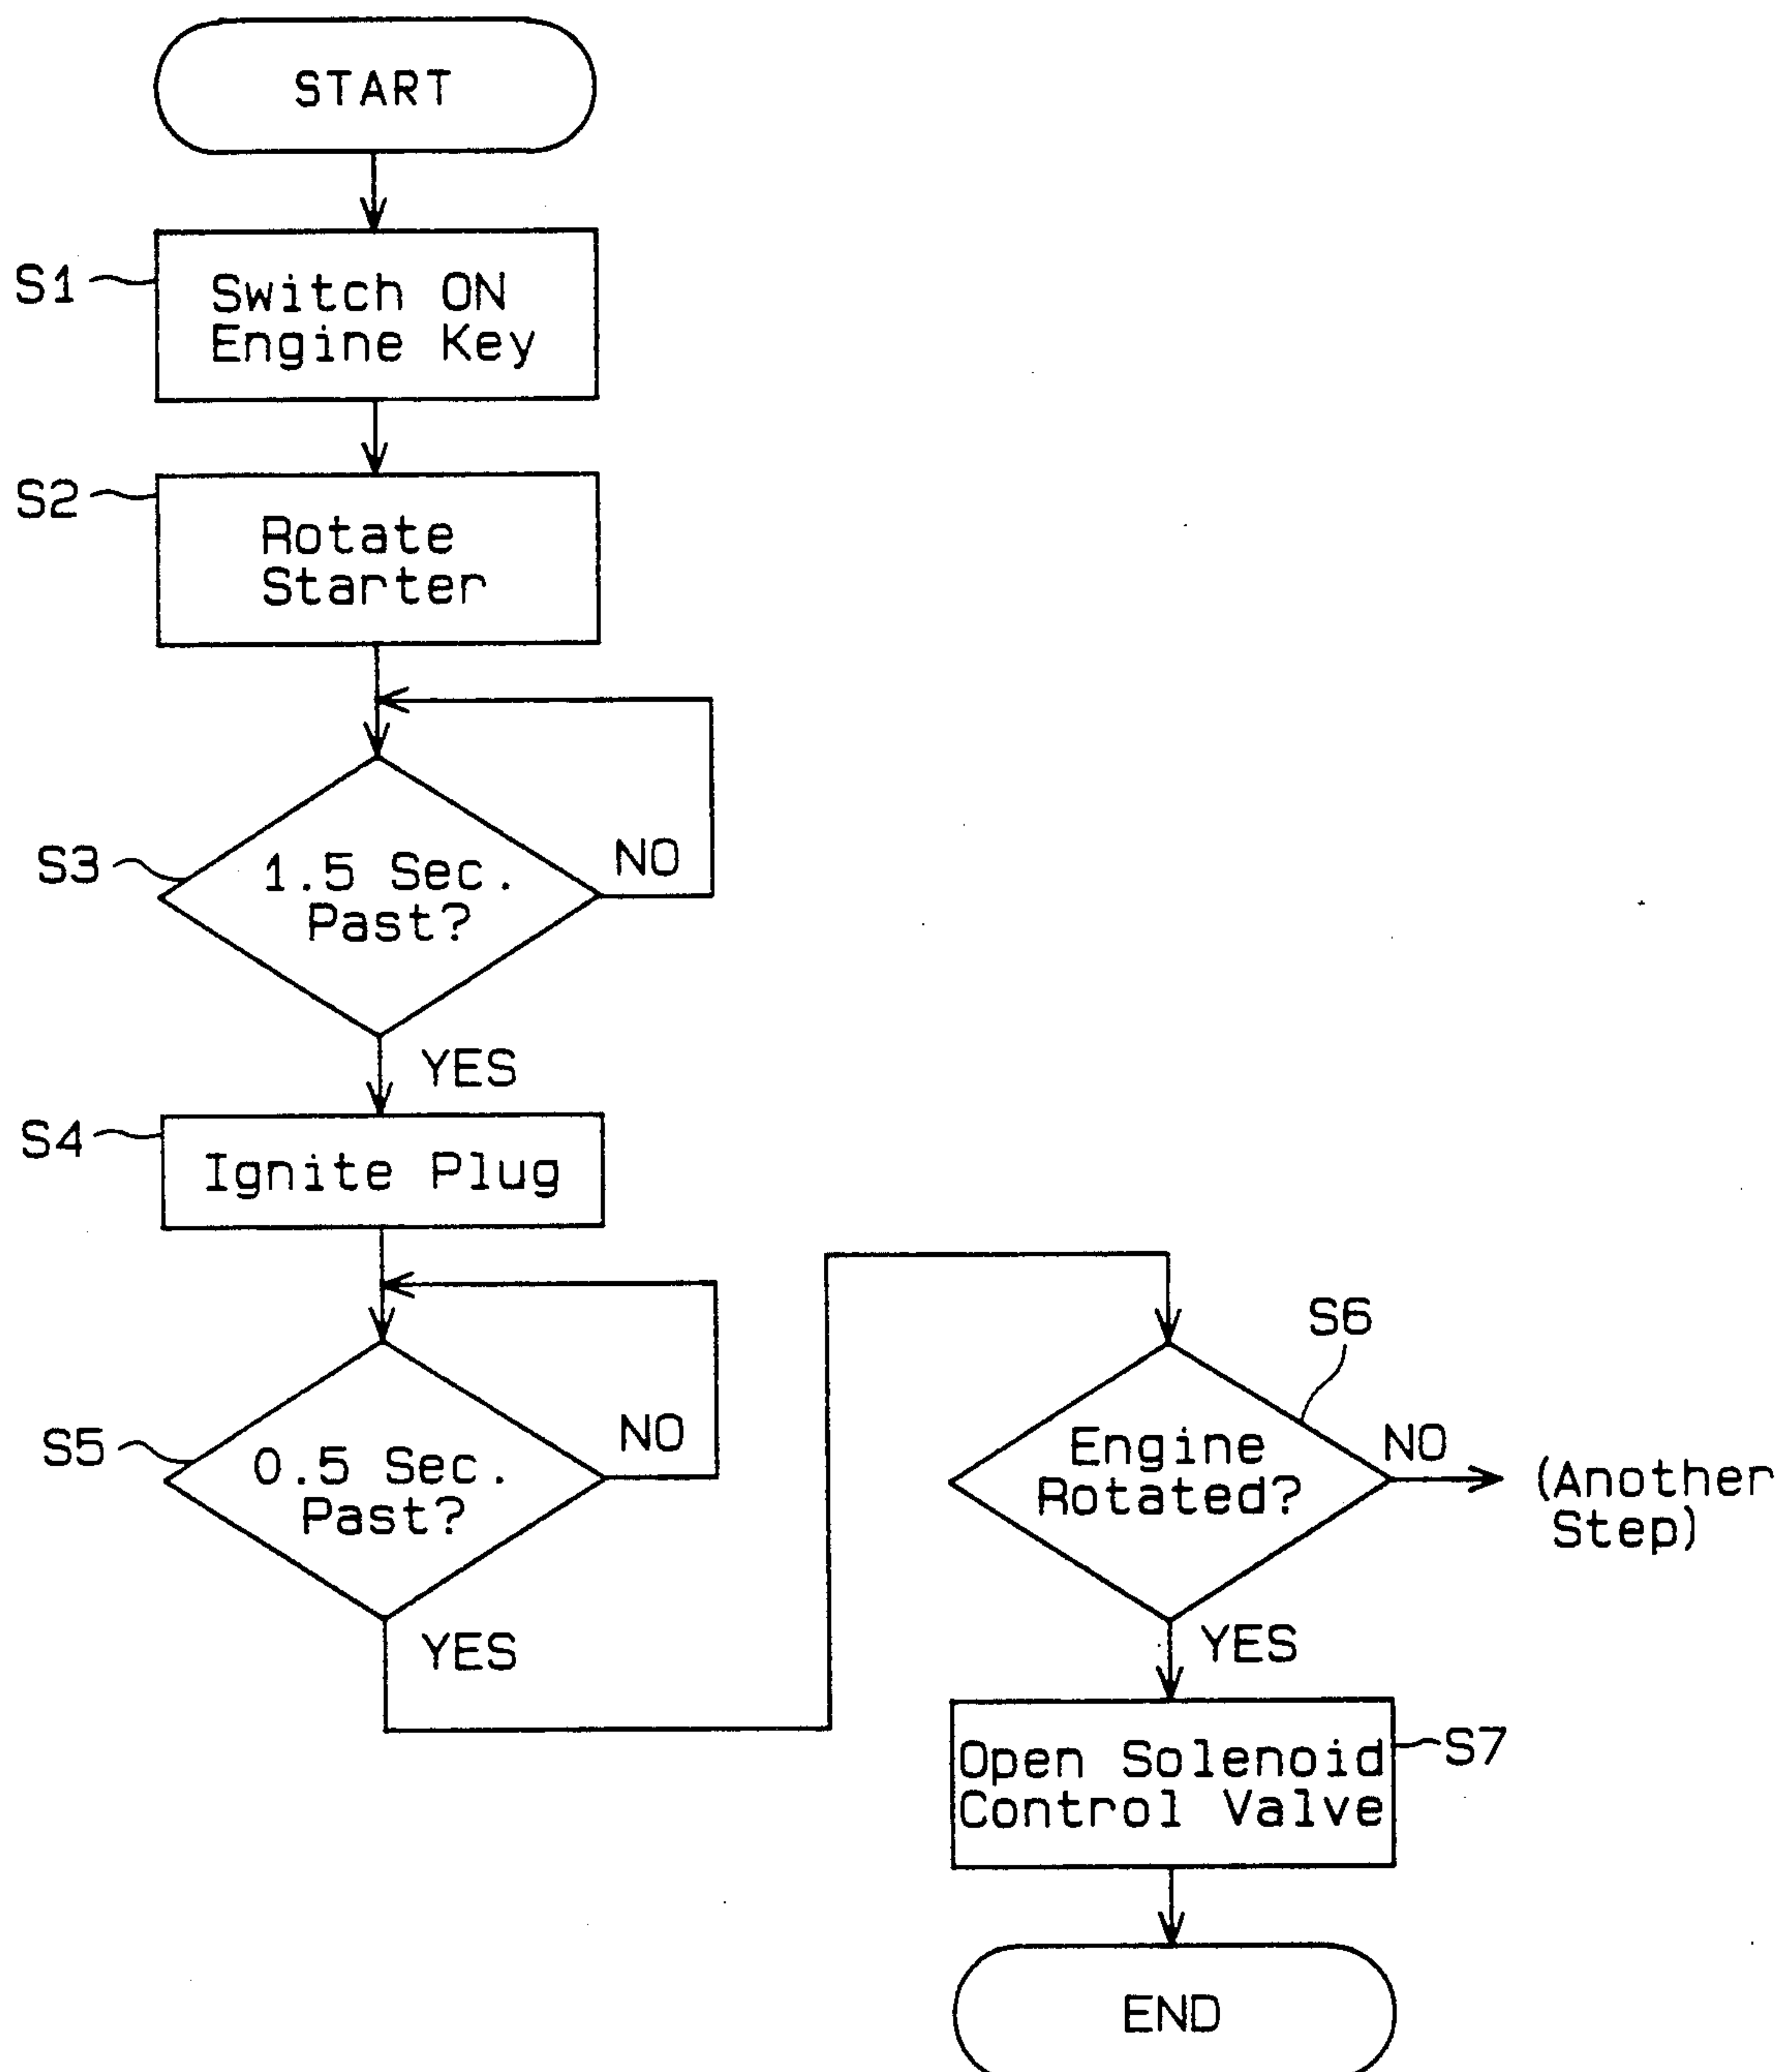 START
S1
Switch ON
Engine Key
S2
Rotate
Starter
S3
1.5 Sec.
Past?
NO
YES
S4
Ignite Plug
S5
0.5 Sec.
Past?
NO
YES
S6
Engine
Rotated?
NO
(Another
Step)
YES
S7
Open Solenoid
Control Valve
END